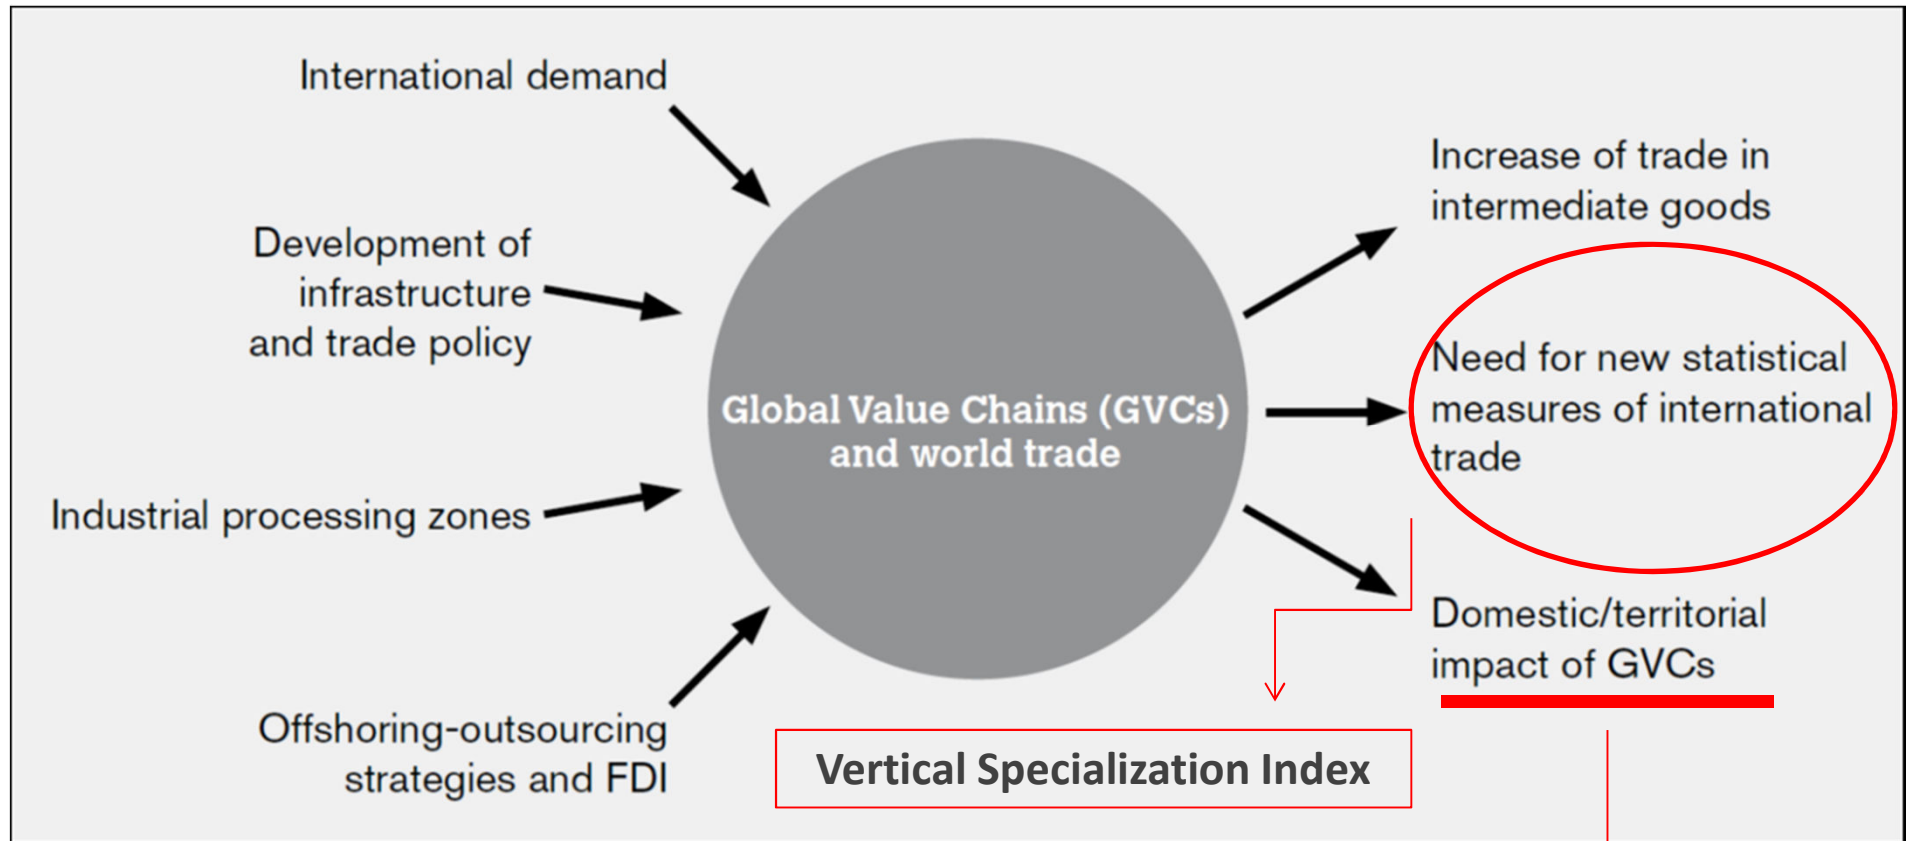 International demand
Development of
infrastructure
and trade policy
Industrial processing zones
Offshoring-outsourcing
strategies and FDI
Global Value Chains (GVCs)
and world trade
Increase of trade in
intermediate goods
Need for new statistical
measures of international
trade
Domestic/territorial
impact of GVCs
Vertical Specialization Index